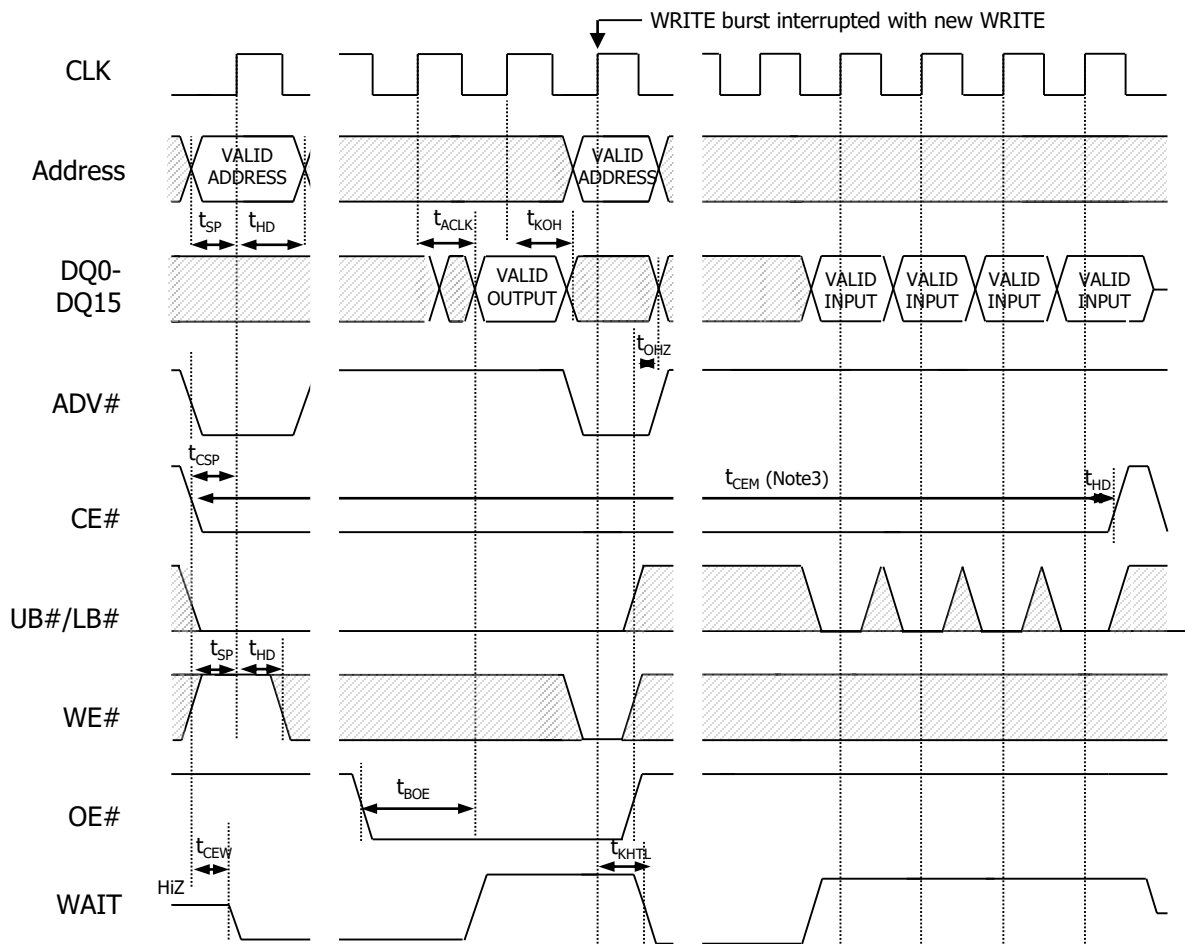 WRITE burst interrupted with new WRITE
CLK
Address
VALID
ADDRESS
VALID
ADDRESS
tSP
tHD
tACLK
tKOH
DQ0-
DQ15
VALID
OUTPUT
VALID
INPUT
VALID
INPUT
VALID
INPUT
VALID
INPUT
tOHZ
ADV#
tCSP
tCEM (Note3)
tHD
CE#
UB#/LB#
tSP
tHD
WE#
tBOE
OE#
tCEW
tKHTL
HiZ
WAIT